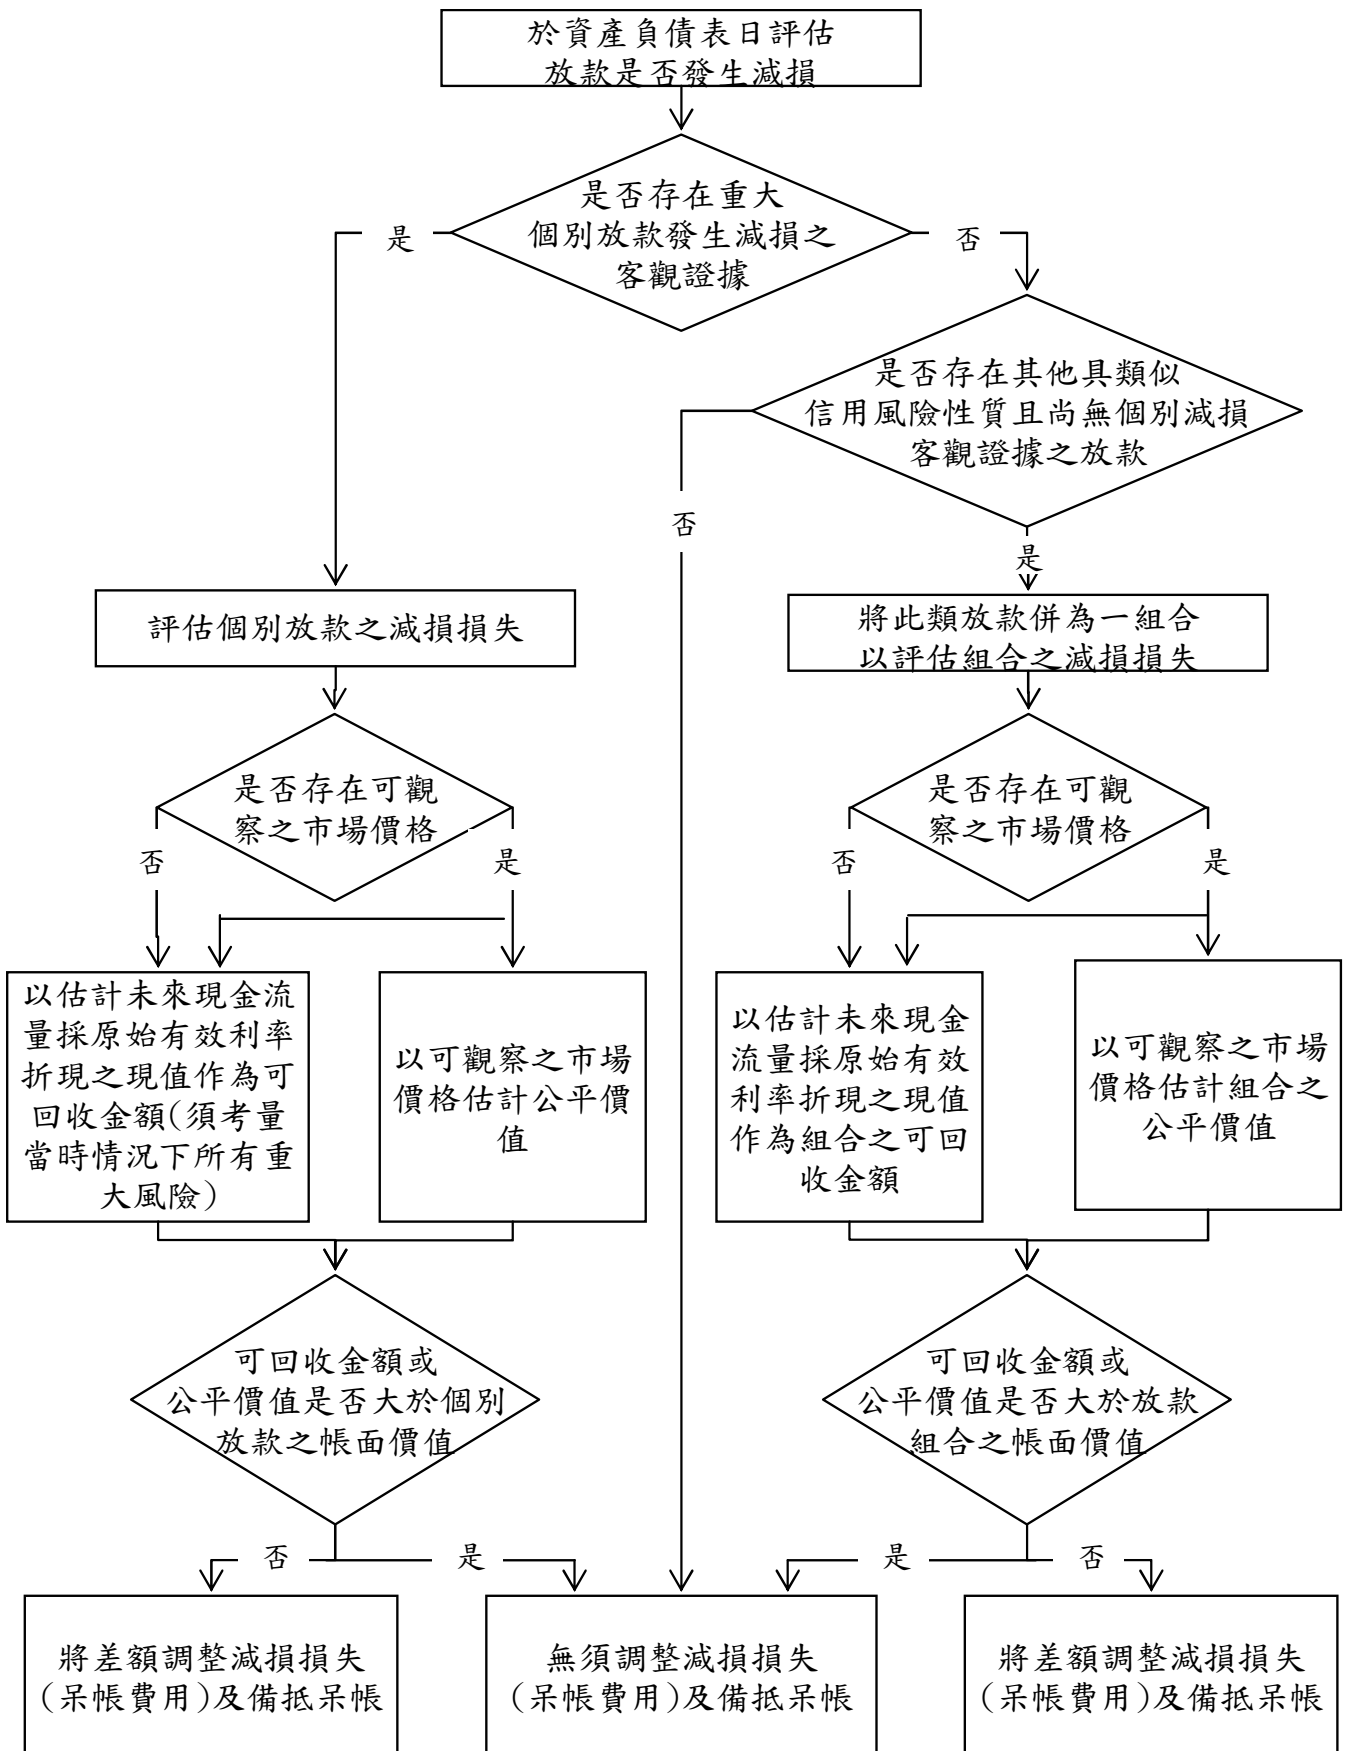 於資產負債表日評估
放款是否發生減損
是否存在重大
個別放款發生減損之
客觀證據
是
否
是否存在其他具類似
信用風險性質且尚無個別減損
客觀證據之放款
否
是
評估個別放款之減損損失
將此類放款併為一組合
以評估組合之減損損失
是否存在可觀
察之市場價格
否
是
是否存在可觀
察之市場價格
否
是
以估計未來現金流
量採原始有效利率
折現之現值作為可
回收金額(須考量
當時情況下所有重
大風險)
以可觀察之市場
價格估計公平價
值
以估計未來現金
流量採原始有效
利率折現之現值
作為組合之可回
收金額
以可觀察之市場
價格估計組合之
公平價值
可回收金額或
公平價值是否大於個別
放款之帳面價值
可回收金額或
公平價值是否大於放款
組合之帳面價值
否
是
是
否
將差額調整減損損失
(呆帳費用)及備抵呆帳
無須調整減損損失
(呆帳費用)及備抵呆帳
將差額調整減損損失
(呆帳費用)及備抵呆帳